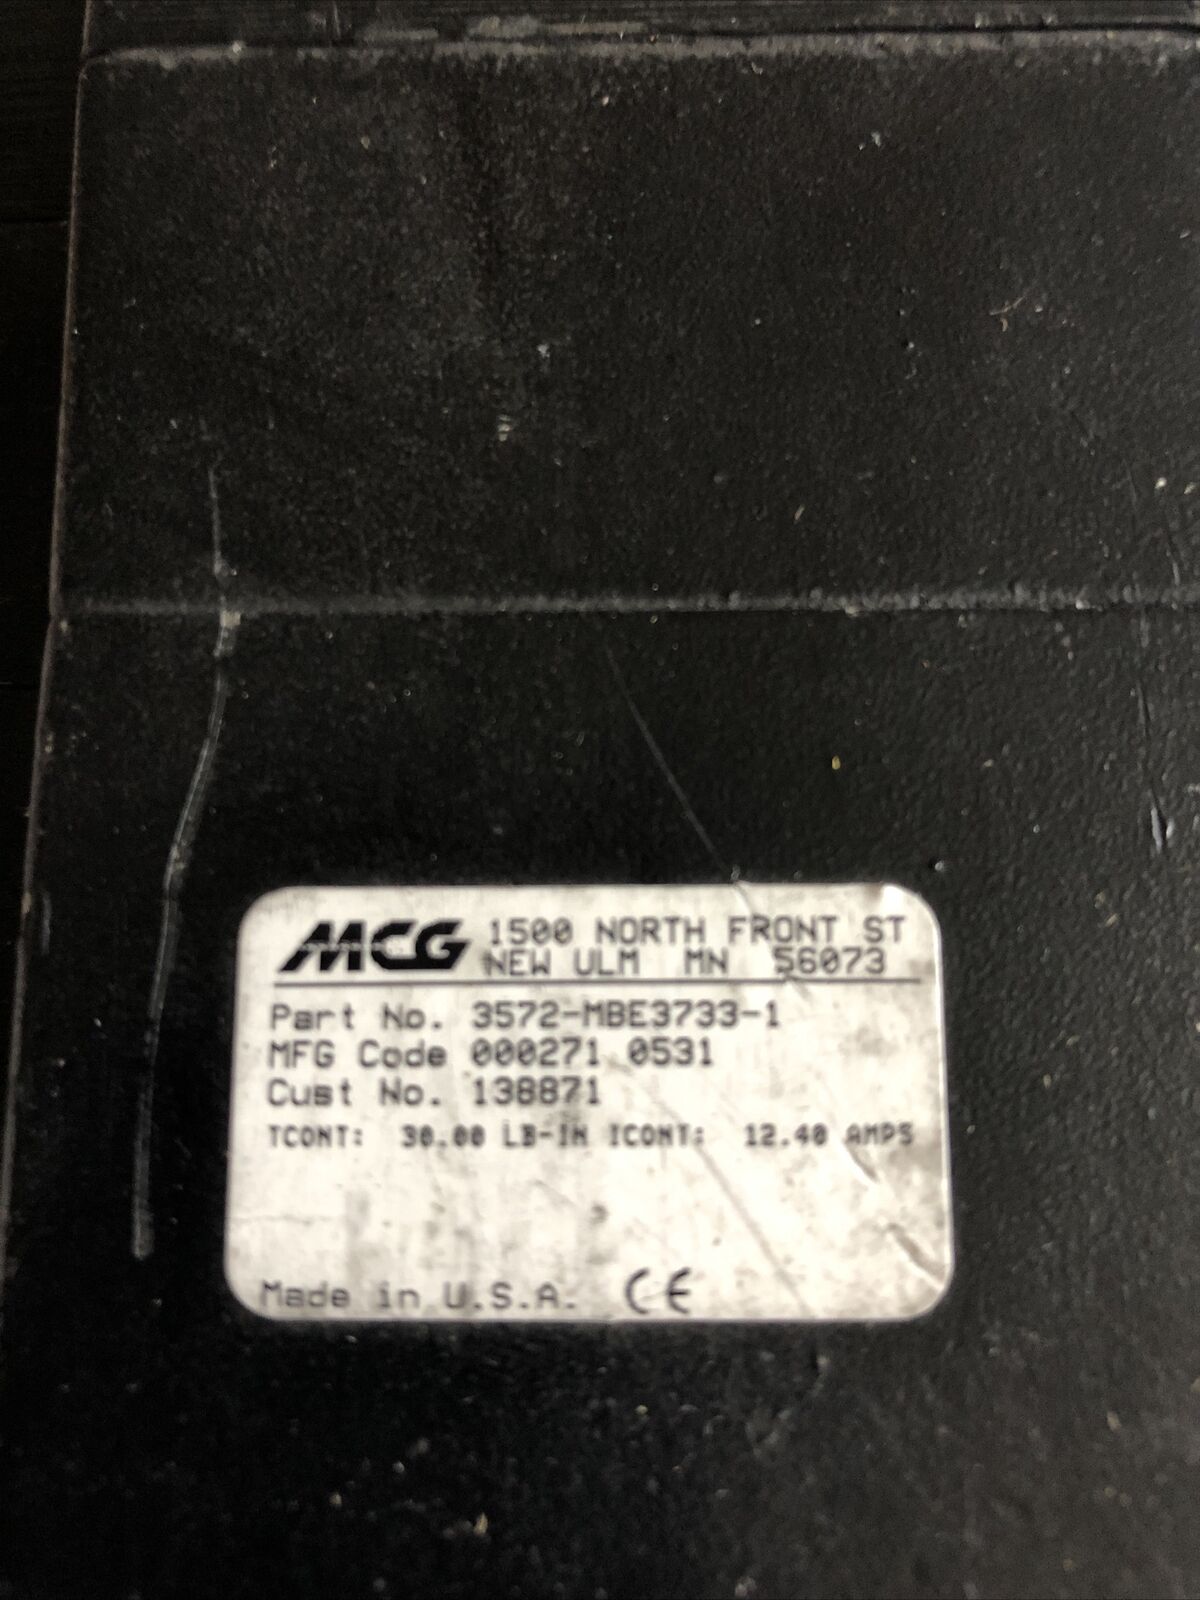 MCG 1500 NORTH FRONT ST
NEW ULM MN 56073
Part No. 3572-MBE3733-1
MFG Code 000271 0531
Cust No. 138871
TCONT: 30.00 LB-IN ICONT: 12.40 AMPS
Made in U.S.A. CE